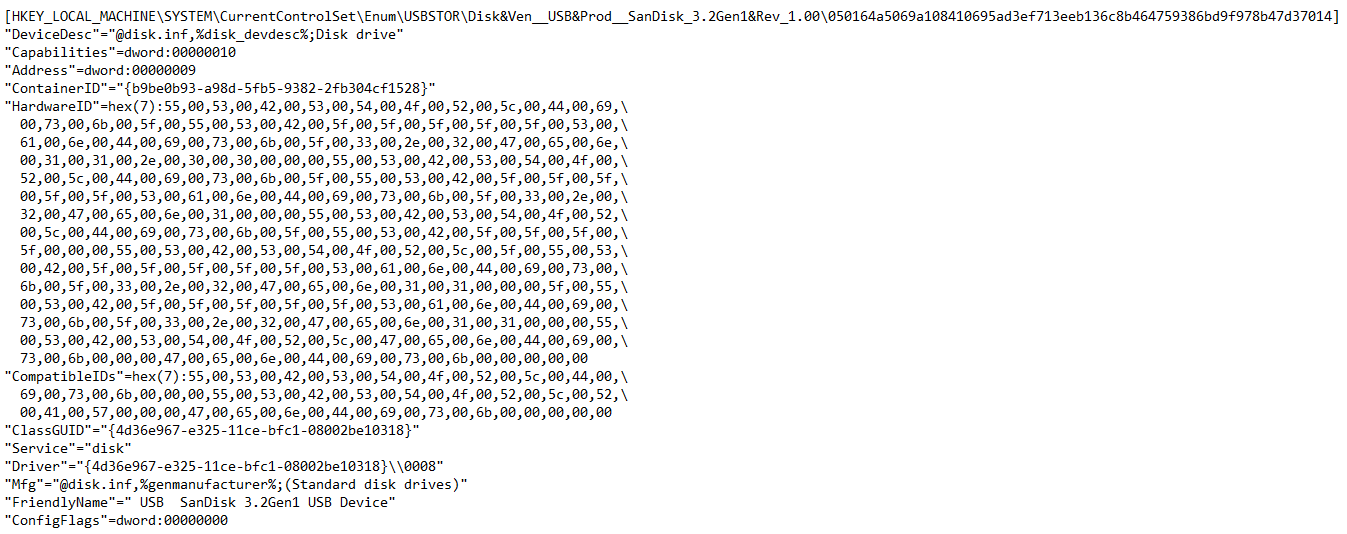 [HKEY_LOCAL_MACHINE\SYSTEM\CurrentControlSet\Enum\USBSTOR\Disk&Ven__USB&Prod__SanDisk_3.2Gen1&Rev_1.00\050164a5069a108410695ad3ef713eeb136c8b464759386bd9f978b47d37014]
"DeviceDesc"="@disk.inf,%disk_devdesc%;Disk drive"
"Capabilities"=dword:00000010
"Address"=dword:00000009
"ContainerID"="{b9be0b93-a98d-5fb5-9382-2fb304cf1528}"
"HardwareID"=hex(7):55,00,53,00,42,00,53,00,54,00,4f,00,52,00,5c,00,44,00,69,\
  00,73,00,6b,00,5f,00,55,00,53,00,42,00,5f,00,5f,00,5f,00,5f,00,5f,00,53,00,\
  61,00,6e,00,44,00,69,00,73,00,6b,00,5f,00,33,00,2e,00,32,00,47,00,65,00,6e,\
  00,31,00,31,00,2e,00,30,00,30,00,00,00,55,00,53,00,42,00,53,00,54,00,4f,00,\
  52,00,5c,00,44,00,69,00,73,00,6b,00,5f,00,55,00,53,00,42,00,5f,00,5f,00,5f,\
  00,5f,00,5f,00,53,00,61,00,6e,00,44,00,69,00,73,00,6b,00,5f,00,33,00,2e,00,\
  32,00,47,00,65,00,6e,00,31,00,00,00,55,00,53,00,42,00,53,00,54,00,4f,00,52,\
  00,5c,00,44,00,69,00,73,00,6b,00,5f,00,55,00,53,00,42,00,5f,00,5f,00,5f,00,\
  5f,00,00,00,55,00,53,00,42,00,53,00,54,00,4f,00,52,00,5c,00,5f,00,55,00,53,\
  00,42,00,5f,00,5f,00,5f,00,5f,00,5f,00,53,00,61,00,6e,00,44,00,69,00,73,00,\
  6b,00,5f,00,33,00,2e,00,32,00,47,00,65,00,6e,00,31,00,31,00,00,00,5f,00,55,\
  00,53,00,42,00,5f,00,5f,00,5f,00,5f,00,5f,00,53,00,61,00,6e,00,44,00,69,00,\
  73,00,6b,00,5f,00,33,00,2e,00,32,00,47,00,65,00,6e,00,31,00,31,00,00,00,55,\
  00,53,00,42,00,53,00,54,00,4f,00,52,00,5c,00,47,00,65,00,6e,00,44,00,69,00,\
  73,00,6b,00,00,00,47,00,65,00,6e,00,44,00,69,00,73,00,6b,00,00,00,00,00
"CompatibleIDs"=hex(7):55,00,53,00,42,00,53,00,54,00,4f,00,52,00,5c,00,44,00,\
  69,00,73,00,6b,00,00,00,55,00,53,00,42,00,53,00,54,00,4f,00,52,00,5c,00,52,\
  00,41,00,57,00,00,00,47,00,65,00,6e,00,44,00,69,00,73,00,6b,00,00,00,00,00
"ClassGUID"="{4d36e967-e325-11ce-bfc1-08002be10318}"
"Service"="disk"
"Driver"="{4d36e967-e325-11ce-bfc1-08002be10318}\\0008"
"Mfg"="@disk.inf,%genmanufacturer%;(Standard disk drives)"
"FriendlyName"=" USB  SanDisk 3.2Gen1 USB Device"
"ConfigFlags"=dword:00000000